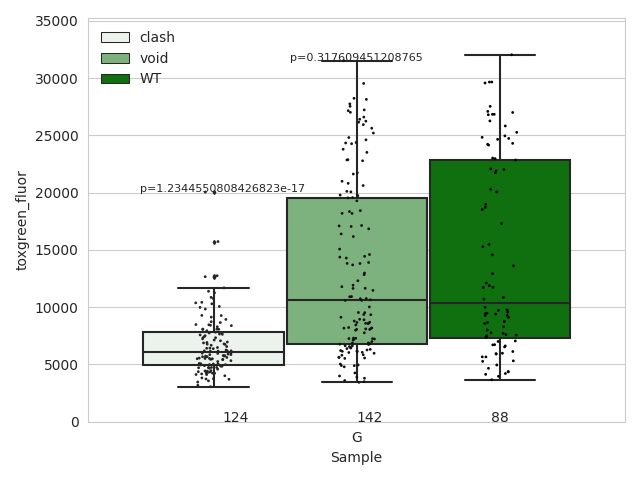 35000
30000
25000
20000
15000
10000
5000
0
toxgreen_fluor
clash
void
WT
p=0.317609451208765
p=1.2344550808426823e-17
124
142
88
G
Sample